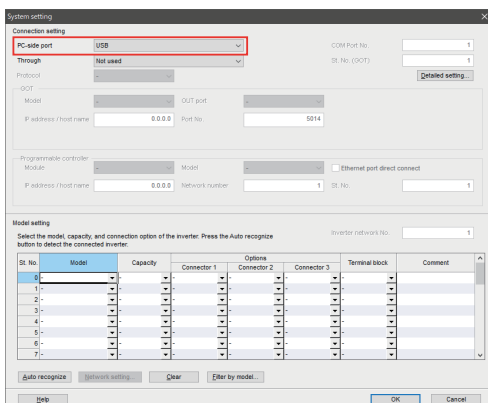 System setting
Connection setting
PC-side port USB COM Port No. 1
Through Not used St. No. (GOT) 1
Protocol - Detailed setting...
GOT
Model - OUT port -
IP address / host name 0.0.0.0 Port No. 5014
Programmable controller
Module - Model - Ethernet port direct connect
IP address / host name 0.0.0.0 Network number 1 St. No. 1
Model setting
Select the model, capacity, and connection option of the inverter. Press the Auto recognize
button to detect the connected inverter.
Inverter network No. 1
St. No. Model Capacity Options Terminal block Comment
Connector 1 Connector 2 Connector 3
0 - - - - - -
1 - - - - - -
2 - - - - - -
3 - - - - - -
4 - - - - - -
5 - - - - - -
6 - - - - - -
7 - - - - - -
Auto recognize Network setting... Clear Filter by model...
Help OK Cancel